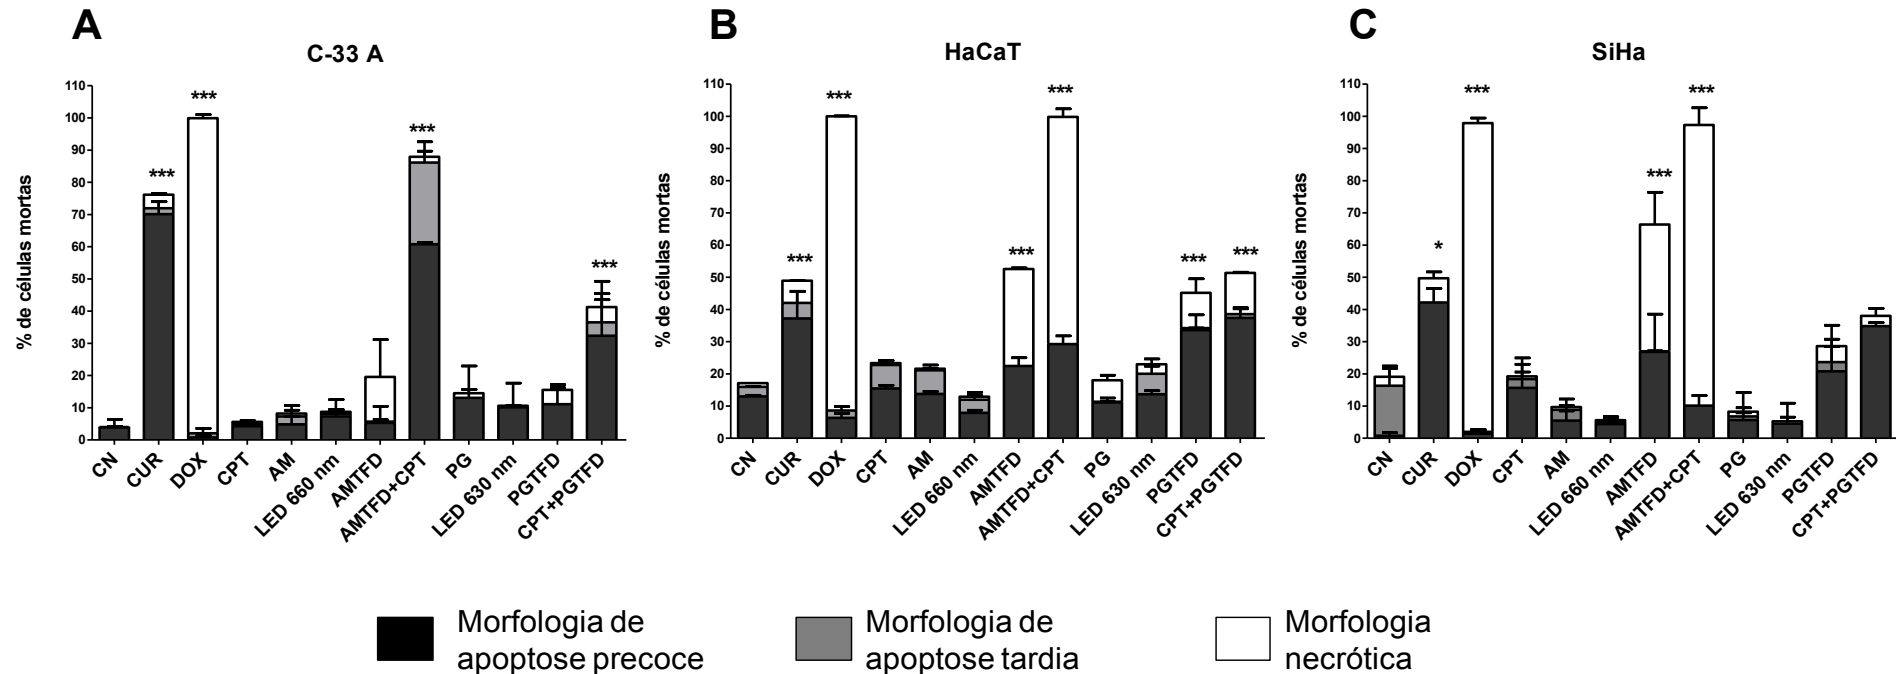 A
C-33 A
% de células mortas
110
100
90
80
70
60
50
40
30
20
10
0
***
***
***
***
CN
CUR
DOX
CPT
AM
LED 660 nm
AMTFD
AMTFD+CPT
PG
LED 630 nm
PGTFD
CPT+PGTFD
B
HaCaT
% de células mortas
110
100
90
80
70
60
50
40
30
20
10
0
***
***
***
***
***
***
CN
CUR
DOX
CPT
AM
LED 660 nm
AMTFD
AMTFD+CPT
PG
LED 630 nm
PGTFD
CPT+PGTFD
C
SiHa
% de células mortas
110
100
90
80
70
60
50
40
30
20
10
0
*
***
***
***
CN
CUR
DOX
CPT
AM
LED 660 nm
AMTFD
AMTFD+CPT
PG
LED 630 nm
PGTFD
CPT+PGTFD
Morfologia de
apoptose precoce
Morfologia de
apoptose tardia
Morfologia
necrótica